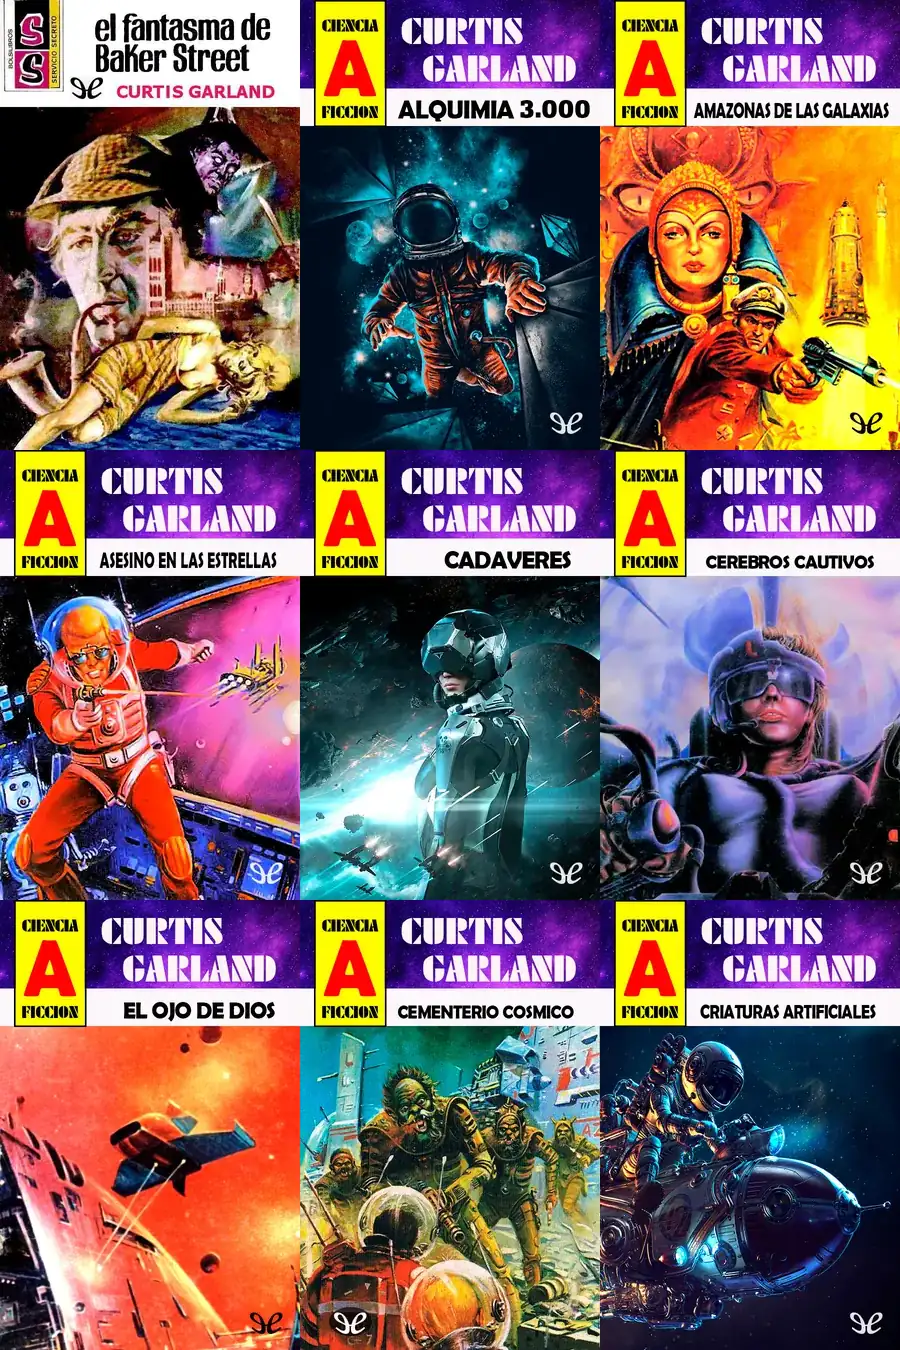 BOLSILIBROS
SS
SERVICIO SECRETO
el fantasma de
Baker Street
CURTIS GARLAND
CIENCIA
A
FICCION
CURTIS
GARLAND
ALQUIMIA 3.000
CIENCIA
A
FICCION
CURTIS
GARLAND
AMAZONAS DE LAS GALAXIAS
CIENCIA
A
FICCION
CURTIS
GARLAND
ASESINO EN LAS ESTRELLAS
CIENCIA
A
FICCION
CURTIS
GARLAND
CADAVERES
CIENCIA
A
FICCION
CURTIS
GARLAND
CEREBROS CAUTIVOS
CIENCIA
A
FICCION
CURTIS
GARLAND
EL OJO DE DIOS
CIENCIA
A
FICCION
CURTIS
GARLAND
CEMENTERIO COSMICO
CIENCIA
A
FICCION
CURTIS
GARLAND
CRIATURAS ARTIFICIALES